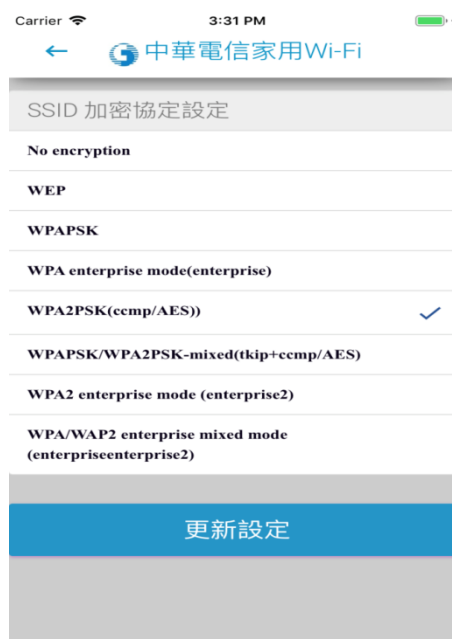 Carrier 3:31 PM
中華電信家用Wi-Fi
SSID 加密協定設定
No encryption
WEP
WPAPSK
WPA enterprise mode(enterprise)
WPA2PSK(ccmp/AES))
WPAPSK/WPA2PSK-mixed(tkip+ccmp/AES)
WPA2 enterprise mode (enterprise2)
WPA/WAP2 enterprise mixed mode
(enterpriseenterprise2)
更新設定